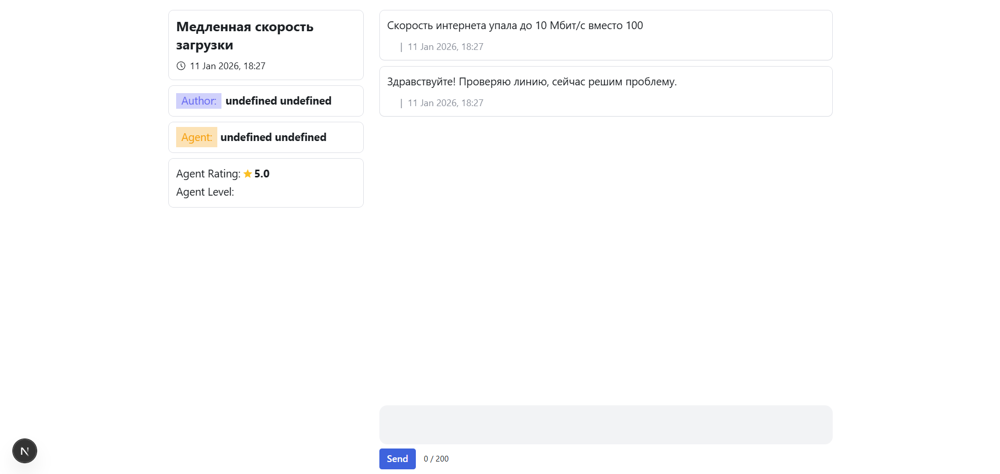 Медленная скорость
загрузки
11 Jan 2026, 18:27
Author: undefined undefined
Agent: undefined undefined
Agent Rating: 5.0
Agent Level:
Скорость интернета упала до 10 Мбит/с вместо 100
| 11 Jan 2026, 18:27
Здравствуйте! Проверяю линию, сейчас решим проблему.
| 11 Jan 2026, 18:27
Send 0 / 200
N